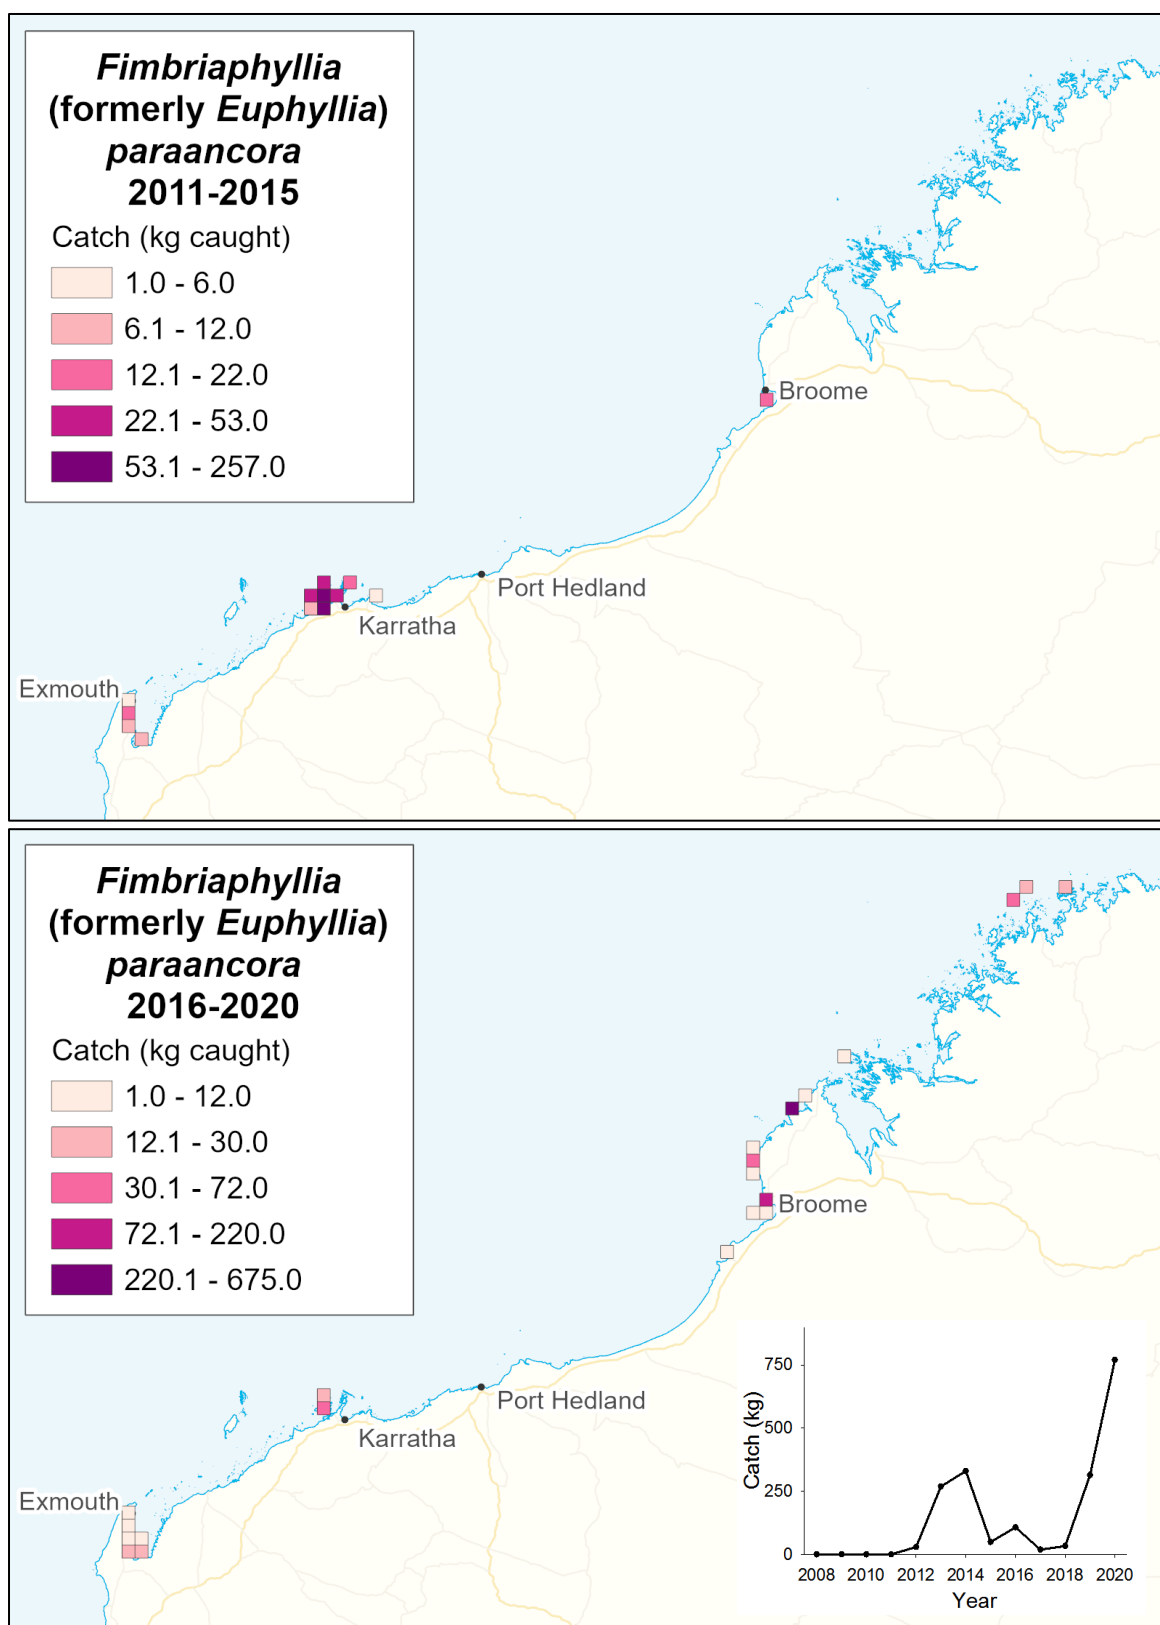 Fimbriaphyllia
(formerly Euphyllia)
paraancora
2011-2015
Catch (kg caught)
1.0 - 6.0
6.1 - 12.0
12.1 - 22.0
22.1 - 53.0
53.1 - 257.0
Broome
Port Hedland
Karratha
Exmouth
Fimbriaphyllia
(formerly Euphyllia)
paraancora
2016-2020
Catch (kg caught)
1.0 - 12.0
12.1 - 30.0
30.1 - 72.0
72.1 - 220.0
220.1 - 675.0
Broome
Port Hedland
Karratha
Exmouth
Catch (kg)
750
500
250
0
2008 2010 2012 2014 2016 2018 2020
Year